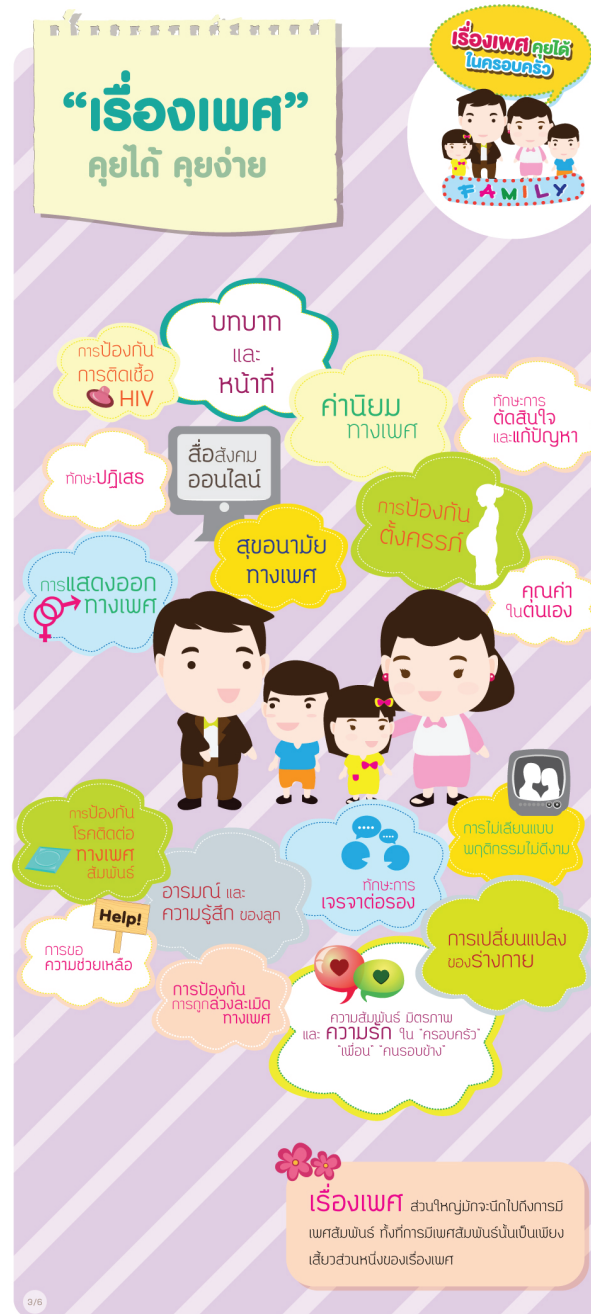 “เรื่องเพศ”
คุยได้ คุยง่าย
เรื่องเพศ คุยได้
ในครอบครัว
FAMILY
บทบาท
และ
หน้าที่
การป้องกัน
การติดเชื้อ
HIV
ค่านิยม
ทางเพศ
ทักษะการ
ตัดสินใจ
และแก้ปัญหา
ทักษะปฎิเสธ
สื่อสังคม
ออนไลน์
การป้องกัน
ตั้งครรภ์
สุขอนามัย
ทางเพศ
การแสดงออก
ทางเพศ
คุณค่า
ในตนเอง
การป้องกัน
โรคติดต่อ
ทางเพศ
สัมพันธ์
การไม่เลียนแบบ
พฤติกรรมไม่ดีงาม
ทักษะการ
เจรจาต่อรอง
อารมณ์ และ
ความรู้สึก ของลูก
Help!
การขอ
ความช่วยเหลือ
การเปลี่ยนแปลง
ของร่างกาย
การป้องกัน
การถูกล่วงละเมิด
ทางเพศ
ความสัมพันธ์ มิตรภาพ
และ ความรัก ใน "ครอบครัว"
"เพื่อน" "คนรอบข้าง"
เรื่องเพศ ส่วนใหญ่มักจะนึกไปถึงการมี
เพศสัมพันธ์ ทั้งที่การมีเพศสัมพันธ์นั้นเป็นเพียง
เสี้ยวส่วนหนึ่งของเรื่องเพศ
3/6